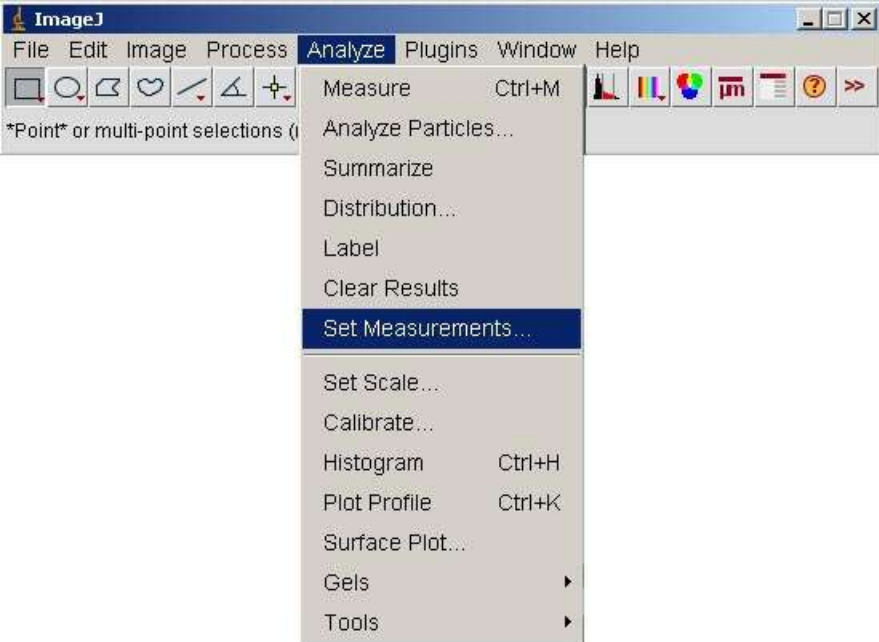 ImageJ
File Edit Image Process Analyze Plugins Window Help
µm ? >>
*Point* or multi-point selections (
Measure Ctrl+M
Analyze Particles...
Summarize
Distribution...
Label
Clear Results
Set Measurements...
Set Scale...
Calibrate...
Histogram Ctrl+H
Plot Profile Ctrl+K
Surface Plot...
Gels
Tools